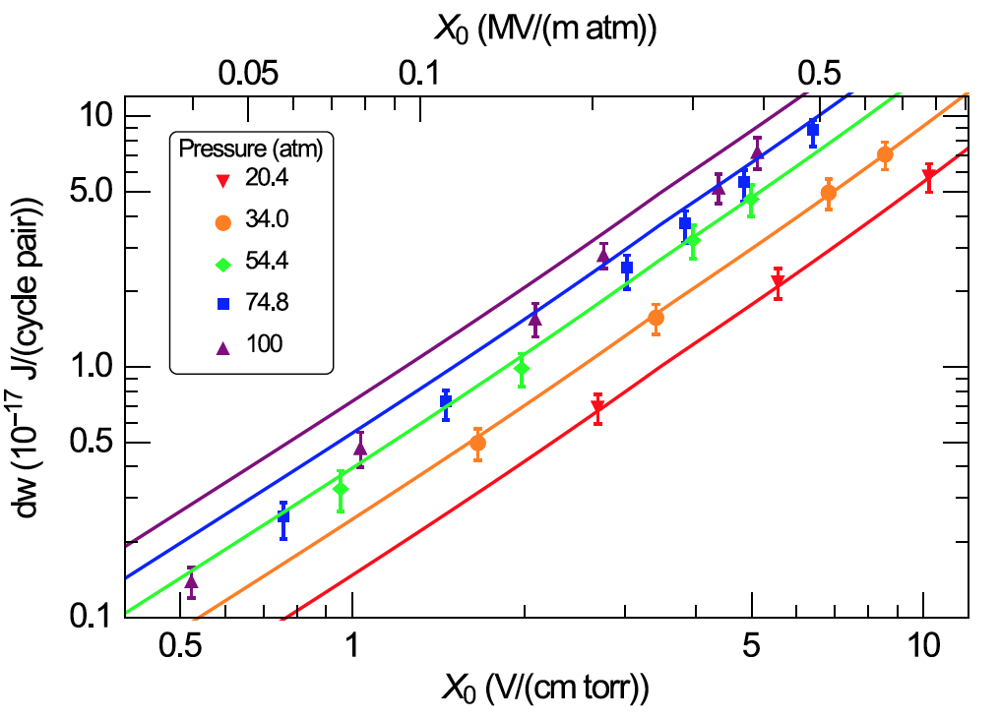 X₀ (MV/(m atm))
0.05 0.1 0.5
10
5.0
1.0
0.5
0.1
dw (10⁻¹⁷ J/(cycle pair))
Pressure (atm)
20.4
34.0
54.4
74.8
100
0.5 1 5 10
X₀ (V/(cm torr))